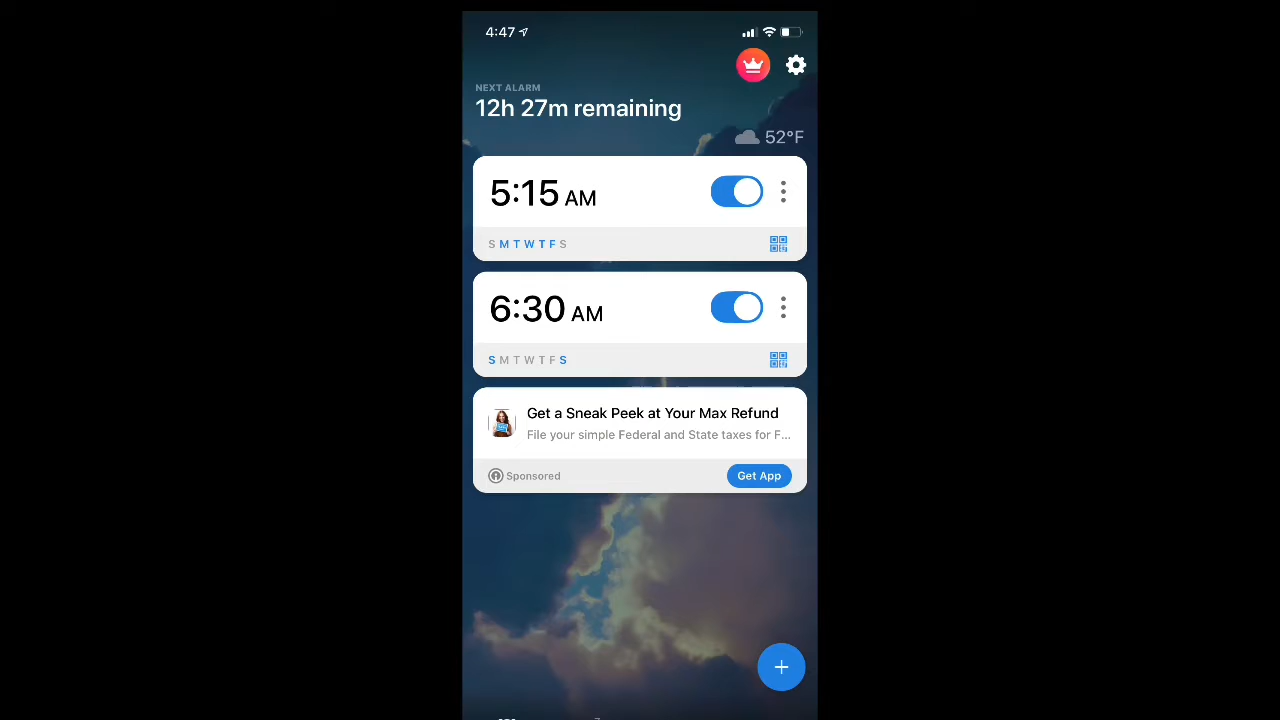 4:47
NEXT ALARM
12h 27m remaining
52°F
5:15 AM
S M T W T F S
6:30 AM
S M T W T F S
Get a Sneak Peek at Your Max Refund
File your simple Federal and State taxes for F...
Sponsored
Get App
+